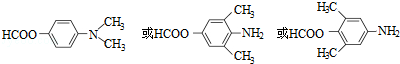 HCOO
N
CH₃
CH₃
或HCOO
CH₃
NH₂
CH₃
或HCOO
H₃C
NH₂
H₃C